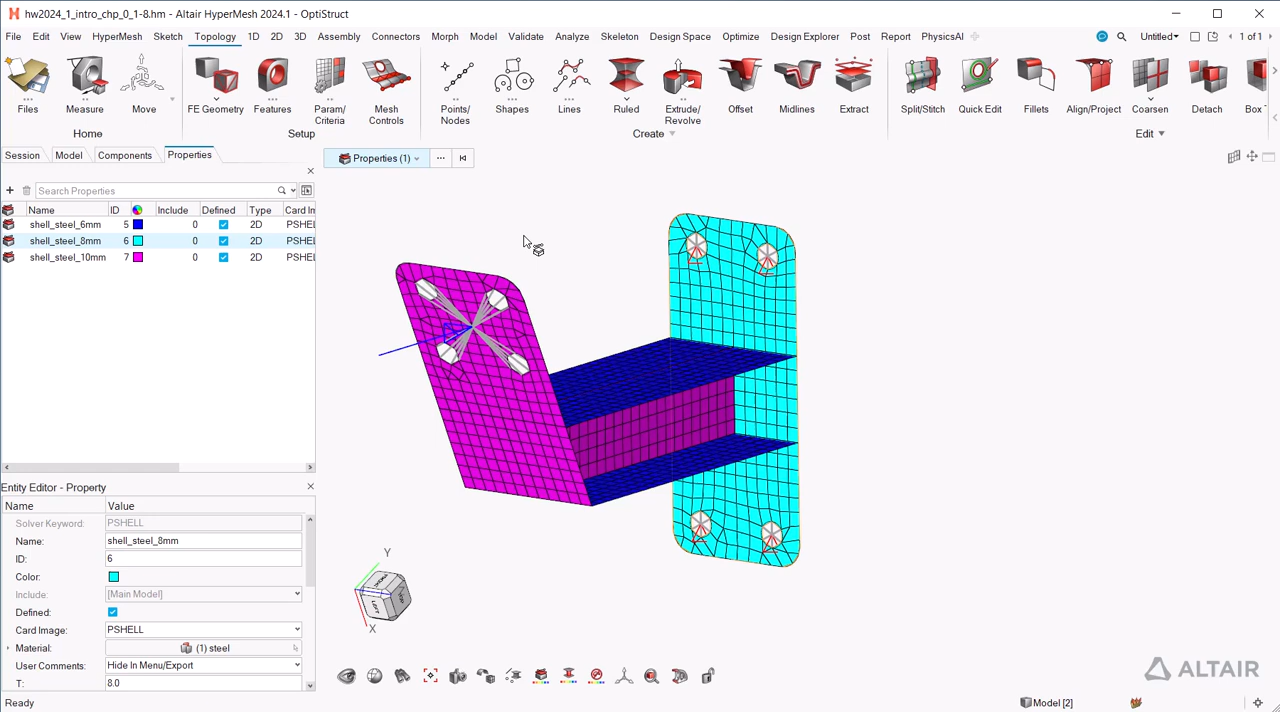 hw2024_1_intro_chp_0_1-8.hm - Altair HyperMesh 2024.1 - OptiStruct
File Edit View HyperMesh Sketch Topology 1D 2D 3D Assembly Connectors Morph Model Validate Analyze Skeleton Design Space Optimize Design Explorer Post Report PhysicsAI Untitled 1 of 1
Files Measure Move FE Geometry Features Param/ Criteria Mesh Controls Points/ Nodes Shapes Lines Ruled Extrude/ Revolve Offset Midlines Extract Split/Stitch Quick Edit Fillets Align/Project Coarsen Detach Box
Home Setup Create Edit
Session Model Components Properties
Properties (1)
Search Properties
Name ID Include Defined Type Card Im
shell_steel_6mm 5 0 2D PSHELL
shell_steel_8mm 6 0 2D PSHELL
shell_steel_10mm 7 0 2D PSHELL
Entity Editor - Property
Name Value
Solver Keyword: PSHELL
Name: shell_steel_8mm
ID: 6
Color:
Include: [Main Model]
Defined:
Card Image: PSHELL
Material: (1) steel
User Comments: Hide In Menu/Export
T: 8.0
Y
LEFT
X
ALTAIR
Ready
Model [2]